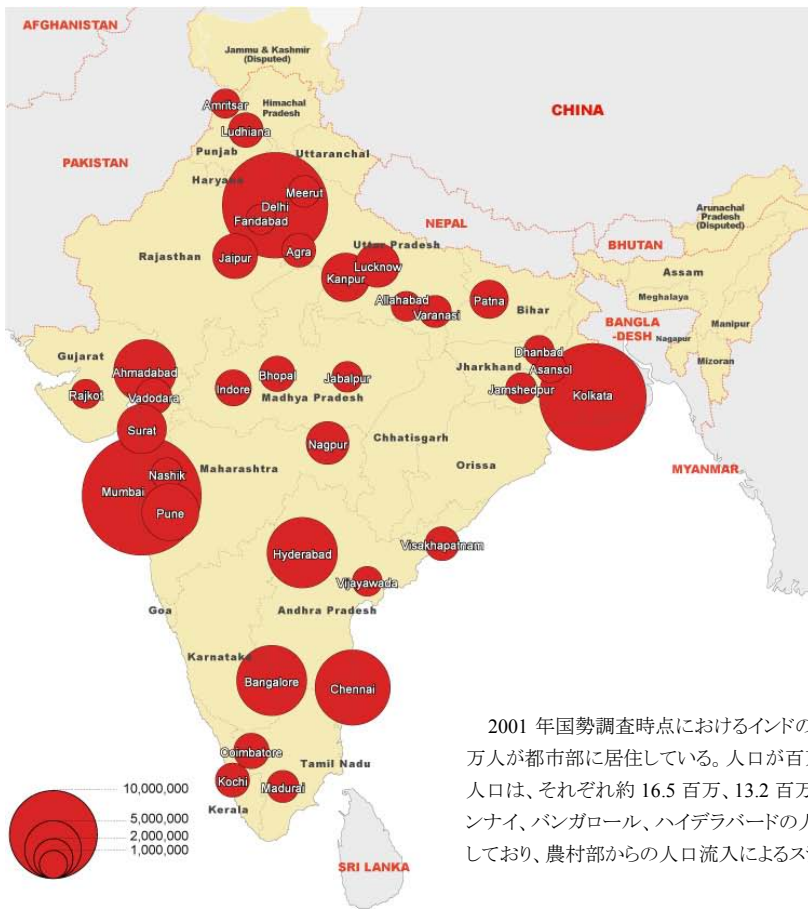 AFGHANISTAN
Jammu & Kashmir
(Disputed)
Amritsar
Himachal
Pradesh
CHINA
Ludhiana
Punjab
Uttaranchal
PAKISTAN
Haryana
Meerut
Delhi
Fandabad
Arunachal
Pradesh
(Disputed)
NEPAL
Rajasthan
Jaipur
Agra
Uttar Pradesh
Lucknow
Kanpur
BHUTAN
Assam
Allahabad
Varanasi
Patna
Bihar
Meghalaya
BANGLA
-DESH
Nagapur
Manipur
Mizoran
Gujarat
Ahmadabad
Rajkot
Vadodara
Indore
Bhopal
Jabalpur
Madhya Pradesh
Dhanbad
Jharkhand
Asansol
Jamshedpur
Kolkata
Surat
Nagpur
Chhatisgarh
Orissa
MYANMAR
Maharashtra
Nashik
Mumbai
Pune
Hyderabad
Visakhapatnam
Vijayawada
Goa
Andhra Pradesh
Karnataka
Bangalore
Chennai
Coimbatore
Tamil Nadu
Kochi
Madurai
Kerala
SRI LANKA
10,000,000
5,000,000
2,000,000
1,000,000
2001 年国勢調査時点におけるインドの
万人が都市部に居住している。人口が百
人口は、それぞれ約 16.5 百万、13.2 百万
ンナイ、バンガロール、ハイデラバードの人
しており、農村部からの人口流入によるス